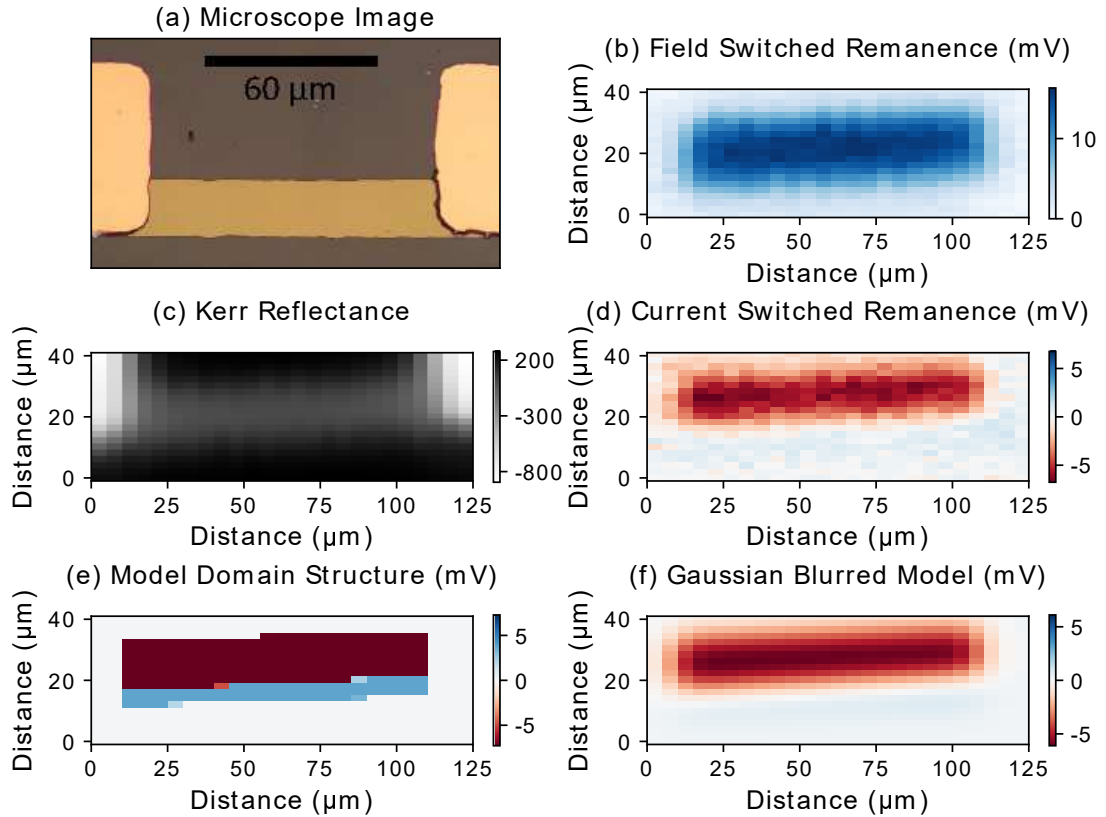 (a) Microscope Image
60 µm
(b) Field Switched Remanence (mV)
Distance (µm)
40
20
0
0 25 50 75 100 125
Distance (µm)
10
0
(c) Kerr Reflectance
Distance (µm)
40
20
0
0 25 50 75 100 125
Distance (µm)
200
-300
-800
(d) Current Switched Remanence (mV)
Distance (µm)
40
20
0
0 25 50 75 100 125
Distance (µm)
5
0
-5
(e) Model Domain Structure (mV)
Distance (µm)
40
20
0
0 25 50 75 100 125
Distance (µm)
5
0
-5
(f) Gaussian Blurred Model (mV)
Distance (µm)
40
20
0
0 25 50 75 100 125
Distance (µm)
5
0
-5